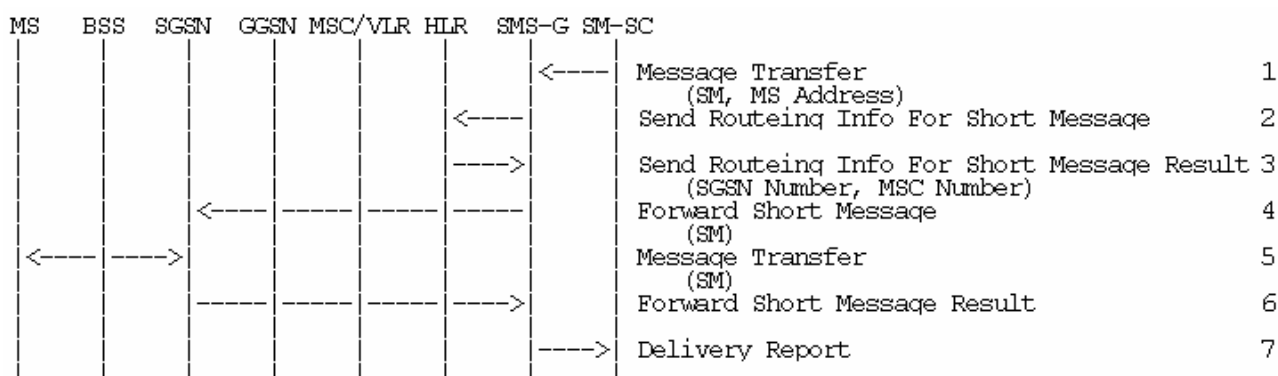 MS BSS SGSN GGSN MSC/VLR HLR SMS-G SM-SC
Message Transfer 1
(SM, MS Address)
Send Routeing Info For Short Message 2
Send Routeing Info For Short Message Result 3
(SGSN Number, MSC Number)
Forward Short Message 4
(SM)
Message Transfer 5
(SM)
Forward Short Message Result 6
Delivery Report 7